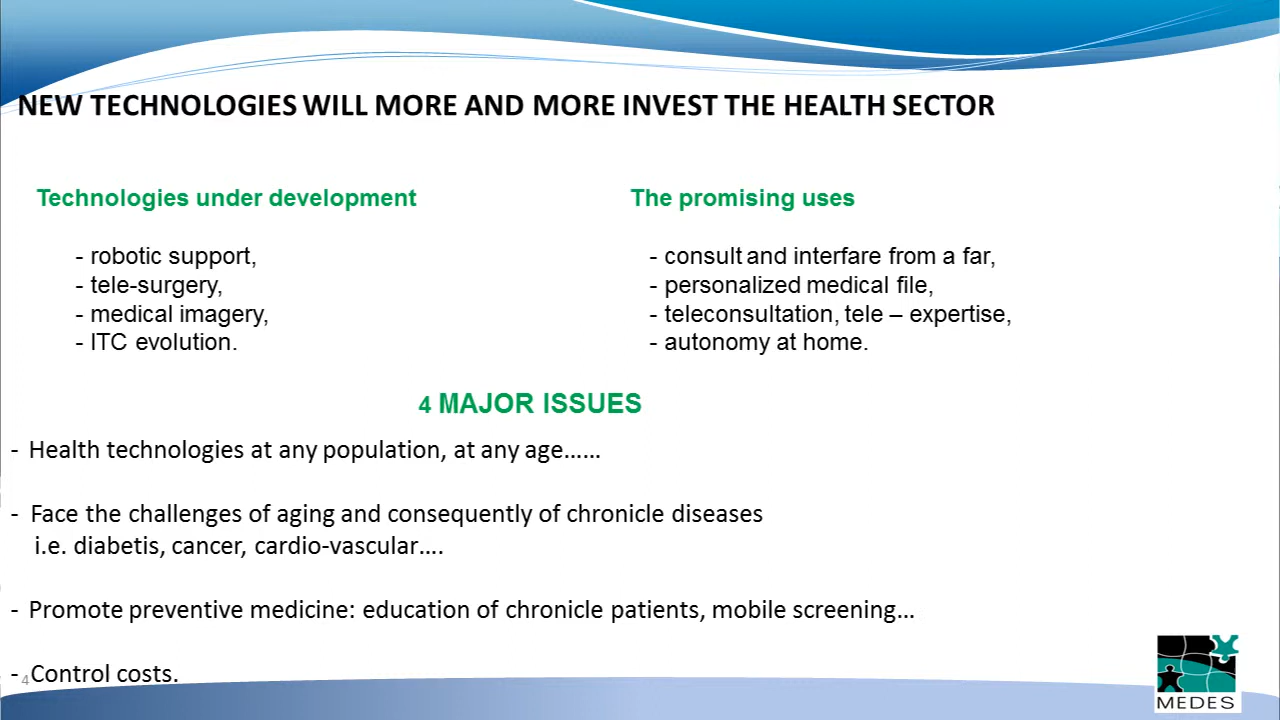 NEW TECHNOLOGIES WILL MORE AND MORE INVEST THE HEALTH SECTOR
Technologies under development
- robotic support,
- tele-surgery,
- medical imagery,
- ITC evolution.
The promising uses
- consult and interfare from a far,
- personalized medical file,
- teleconsultation, tele – expertise,
- autonomy at home.
4 MAJOR ISSUES
- Health technologies at any population, at any age……
- Face the challenges of aging and consequently of chronicle diseases
i.e. diabetis, cancer, cardio-vascular….
- Promote preventive medicine: education of chronicle patients, mobile screening…
- Control costs.
4
MEDES